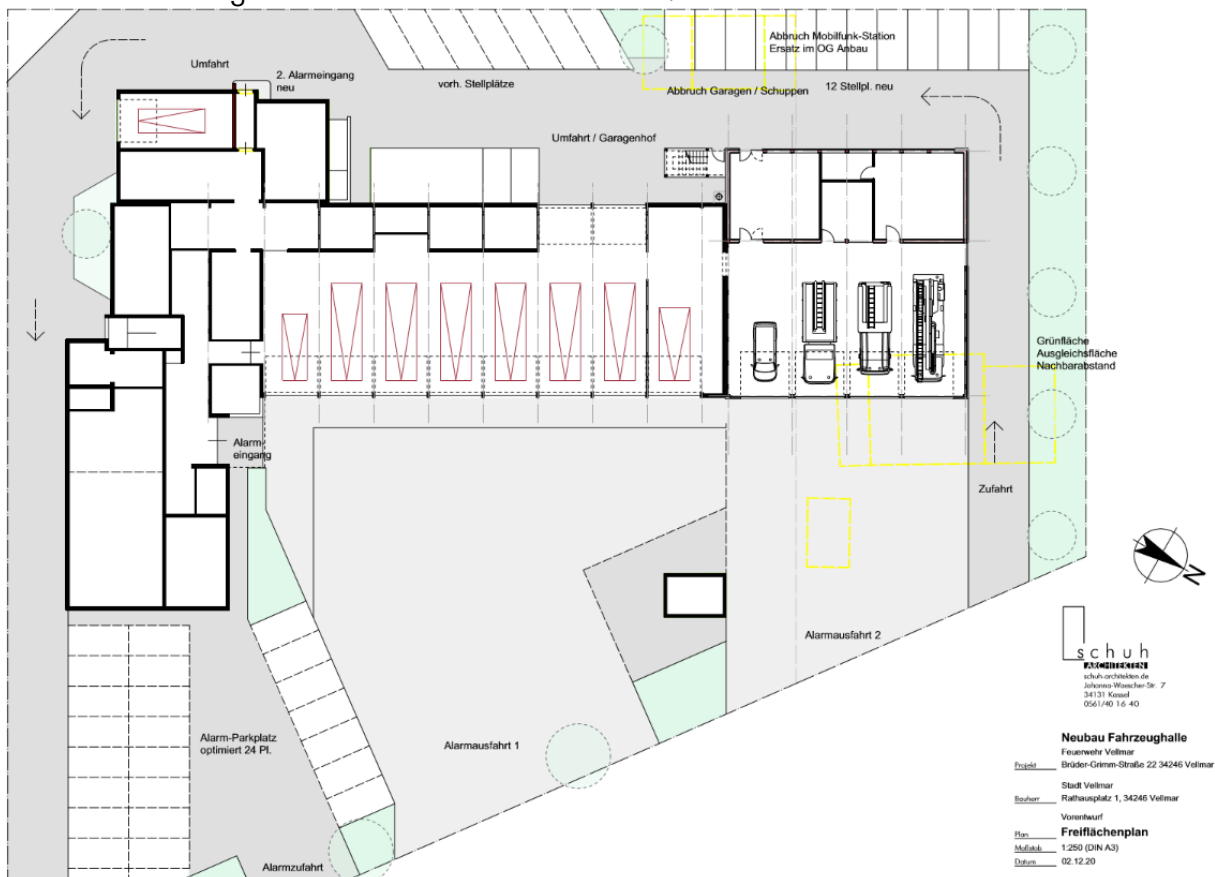 Abbruch Mobilfunk-Station
Ersatz im OG Anbau
Umfahrt
2. Alarmeingang
neu
vorh. Stellplätze
Abbruch Garagen / Schuppen
12 Stellpl. neu
Umfahrt / Garagenhof
Grünfläche
Ausgleichsfläche
Nachbarabstand
Alarm-
eingang
Zufahrt
N
Alarmausfahrt 2
Alarm-Parkplatz
optimiert 24 Pl.
Alarmausfahrt 1
Alarmzufahrt
schuh
ARCHITEKTEN
schuh-architekten.de
Johanna-Waescher-Str. 7
34131 Kassel
0561/40 16 40
Neubau Fahrzeughalle
Feuerwehr Vellmar
Projekt Brüder-Grimm-Straße 22 34246 Vellmar
Stadt Vellmar
Bauherr Rathausplatz 1, 34246 Vellmar
Vorentwurf
Plan Freiflächenplan
Maßstab 1:250 (DIN A3)
Datum 02.12.20